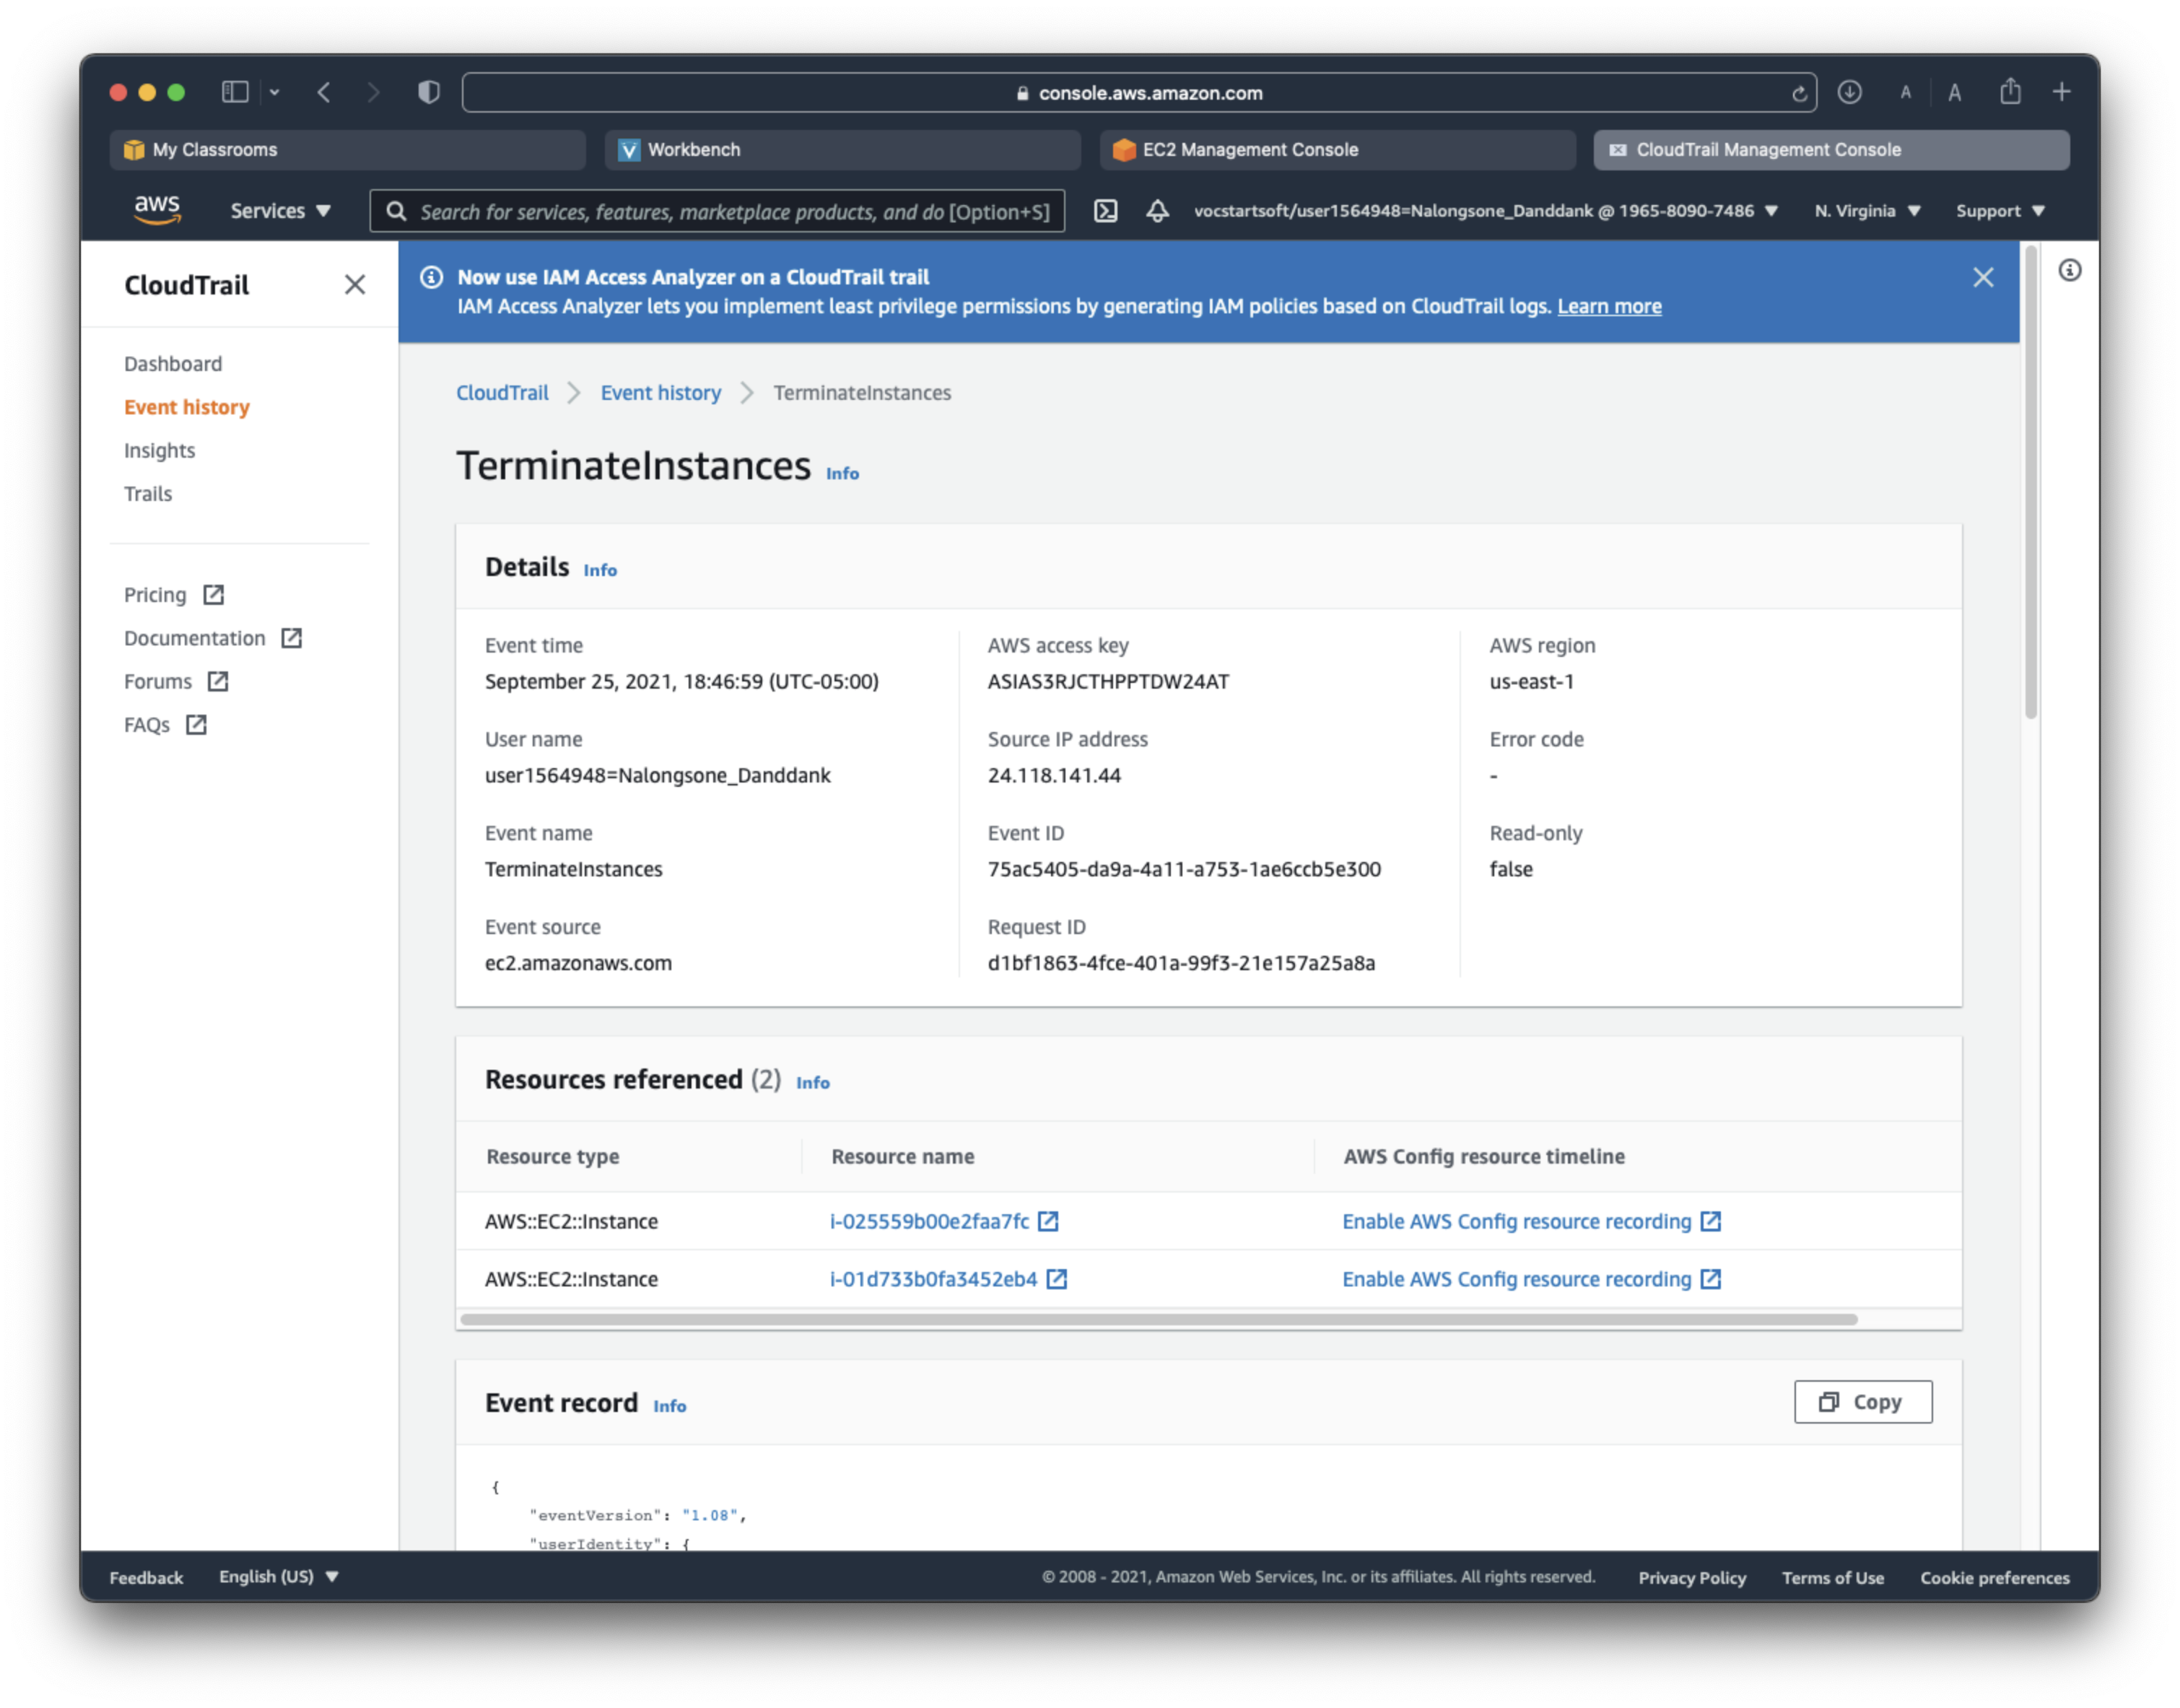 console.aws.amazon.com
A A
My Classrooms
Workbench
EC2 Management Console
CloudTrail Management Console
aws
Services
Search for services, features, marketplace products, and do [Option+S]
vocstartsoft/user1564948=Nalongsone_Danddank @ 1965-8090-7486
N. Virginia
Support
CloudTrail
Dashboard
Event history
Insights
Trails
Pricing
Documentation
Forums
FAQs
Now use IAM Access Analyzer on a CloudTrail trail
IAM Access Analyzer lets you implement least privilege permissions by generating IAM policies based on CloudTrail logs. Learn more
CloudTrail > Event history > TerminateInstances
TerminateInstances Info
Details Info
Event time
September 25, 2021, 18:46:59 (UTC-05:00)
User name
user1564948=Nalongsone_Danddank
Event name
TerminateInstances
Event source
ec2.amazonaws.com
AWS access key
ASIAS3RJCTHPPTDW24AT
Source IP address
24.118.141.44
Event ID
75ac5405-da9a-4a11-a753-1ae6ccb5e300
Request ID
d1bf1863-4fce-401a-99f3-21e157a25a8a
AWS region
us-east-1
Error code
-
Read-only
false
Resources referenced (2) Info
Resource type Resource name AWS Config resource timeline
AWS::EC2::Instance i-025559b00e2faa7fc Enable AWS Config resource recording
AWS::EC2::Instance i-01d733b0fa3452eb4 Enable AWS Config resource recording
Event record Info
Copy
{
"eventVersion": "1.08",
"userIdentity": {
Feedback
English (US)
© 2008 - 2021, Amazon Web Services, Inc. or its affiliates. All rights reserved.
Privacy Policy
Terms of Use
Cookie preferences